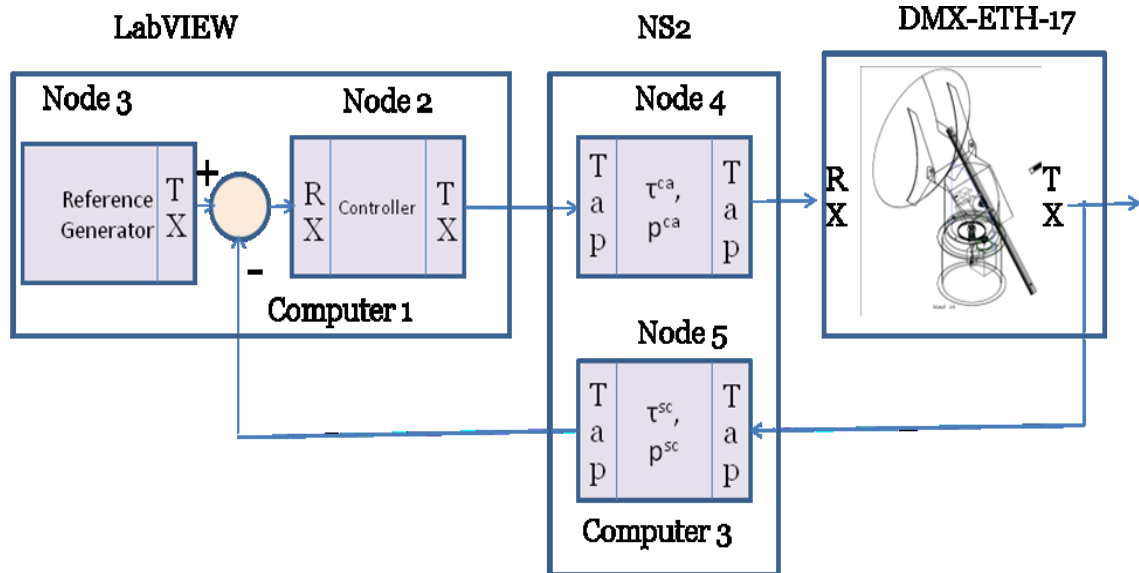 LabVIEW
NS2
DMX-ETH-17
Node 3
Node 2
Node 4
Reference
Generator
T
X
+
-
R
X
Controller
T
X
Computer 1
T
a
p
τ^ca,
p^ca
T
a
p
R
X
T
X
Node 5
T
a
p
τ^sc,
p^sc
T
a
p
Computer 3